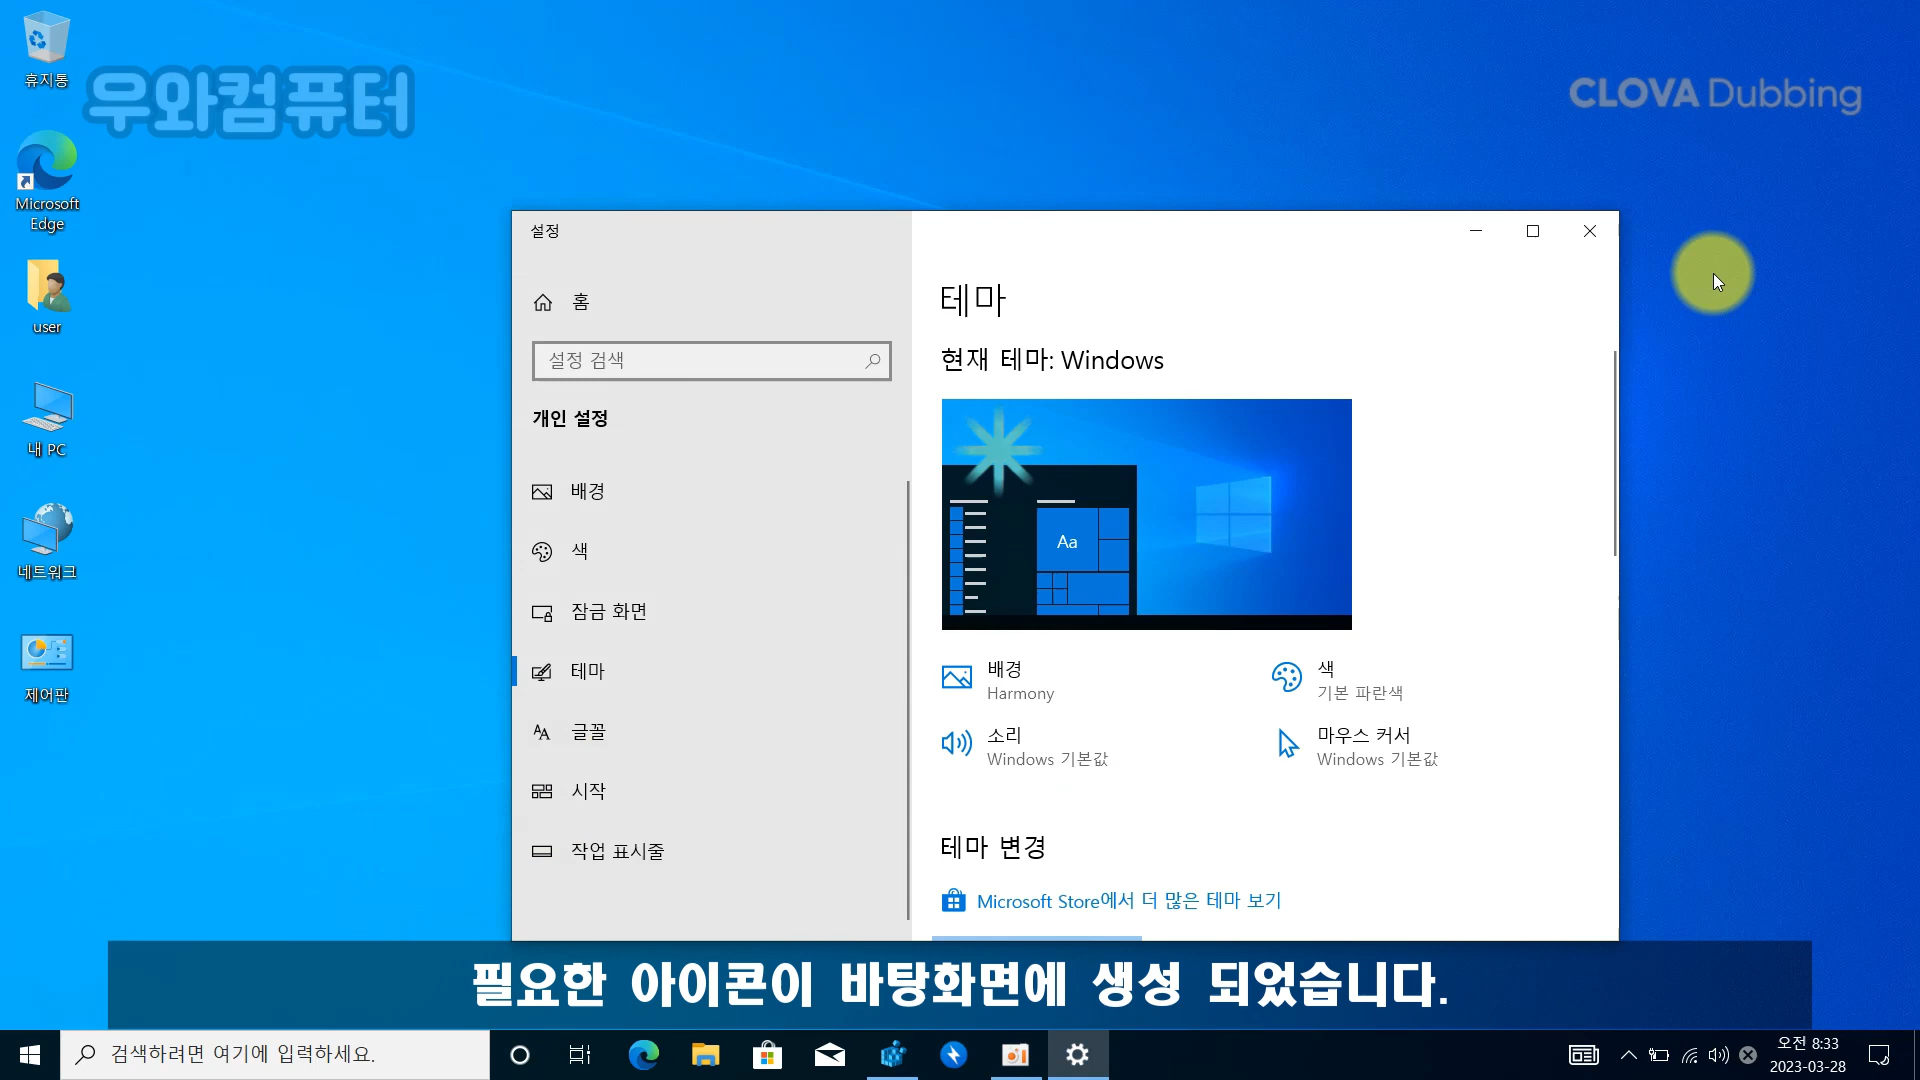 휴지통
우와컴퓨터
CLOVA Dubbing
Microsoft
Edge
user
내 PC
네트워크
제어판
설정
홈
설정 검색
개인 설정
배경
색
잠금 화면
테마
글꼴
시작
작업 표시줄
테마
현재 테마: Windows
Aa
배경
Harmony
색
기본 파란색
소리
Windows 기본값
마우스 커서
Windows 기본값
테마 변경
Microsoft Store에서 더 많은 테마 보기
필요한 아이콘이 바탕화면에 생성 되었습니다.
검색하려면 여기에 입력하세요.
오전 8:33
2023-03-28